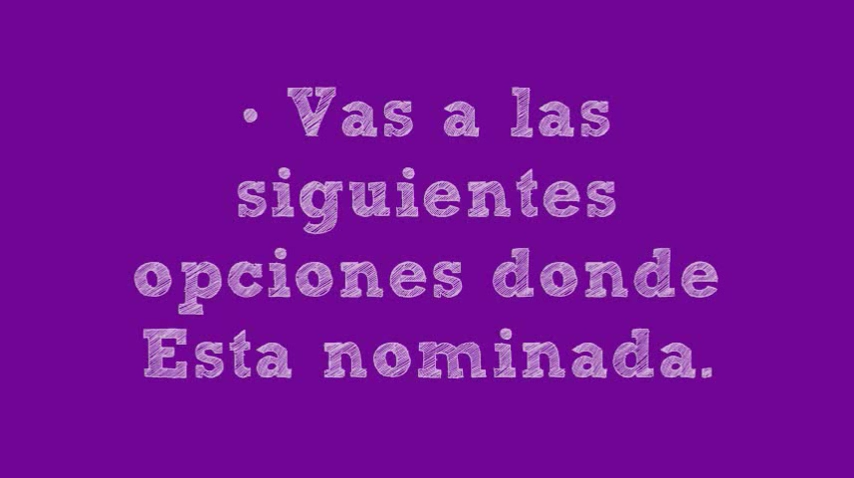 · Vas a las
siguientes
opciones donde
Esta nominada.